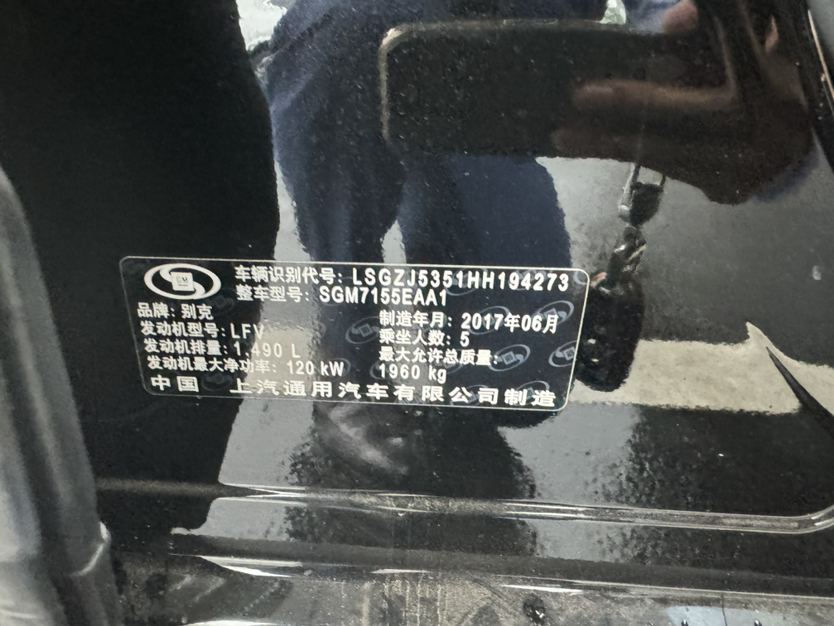 GM
车辆识别代号: LSGZJ5351HH194273
整车型号: SGM7155EAA1
品牌: 别克
制造年月: 2017年06月
发动机型号: LFV
乘坐人数: 5
发动机排量: 1.490 L
最大允许总质量:
发动机最大净功率: 120 kW
1960 kg
中国 上汽通用汽车有限公司制造